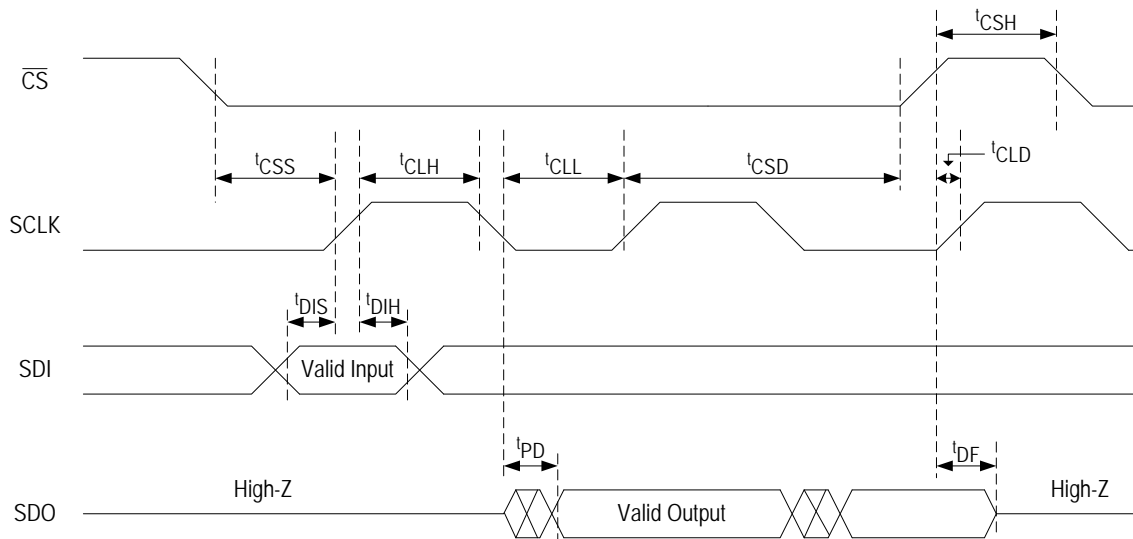 tCSH
CS
tCSS
tCLH
tCLL
tCSD
tCLD
SCLK
tDIS
tDIH
SDI
Valid Input
tPD
tDF
High-Z
High-Z
SDO
Valid Output